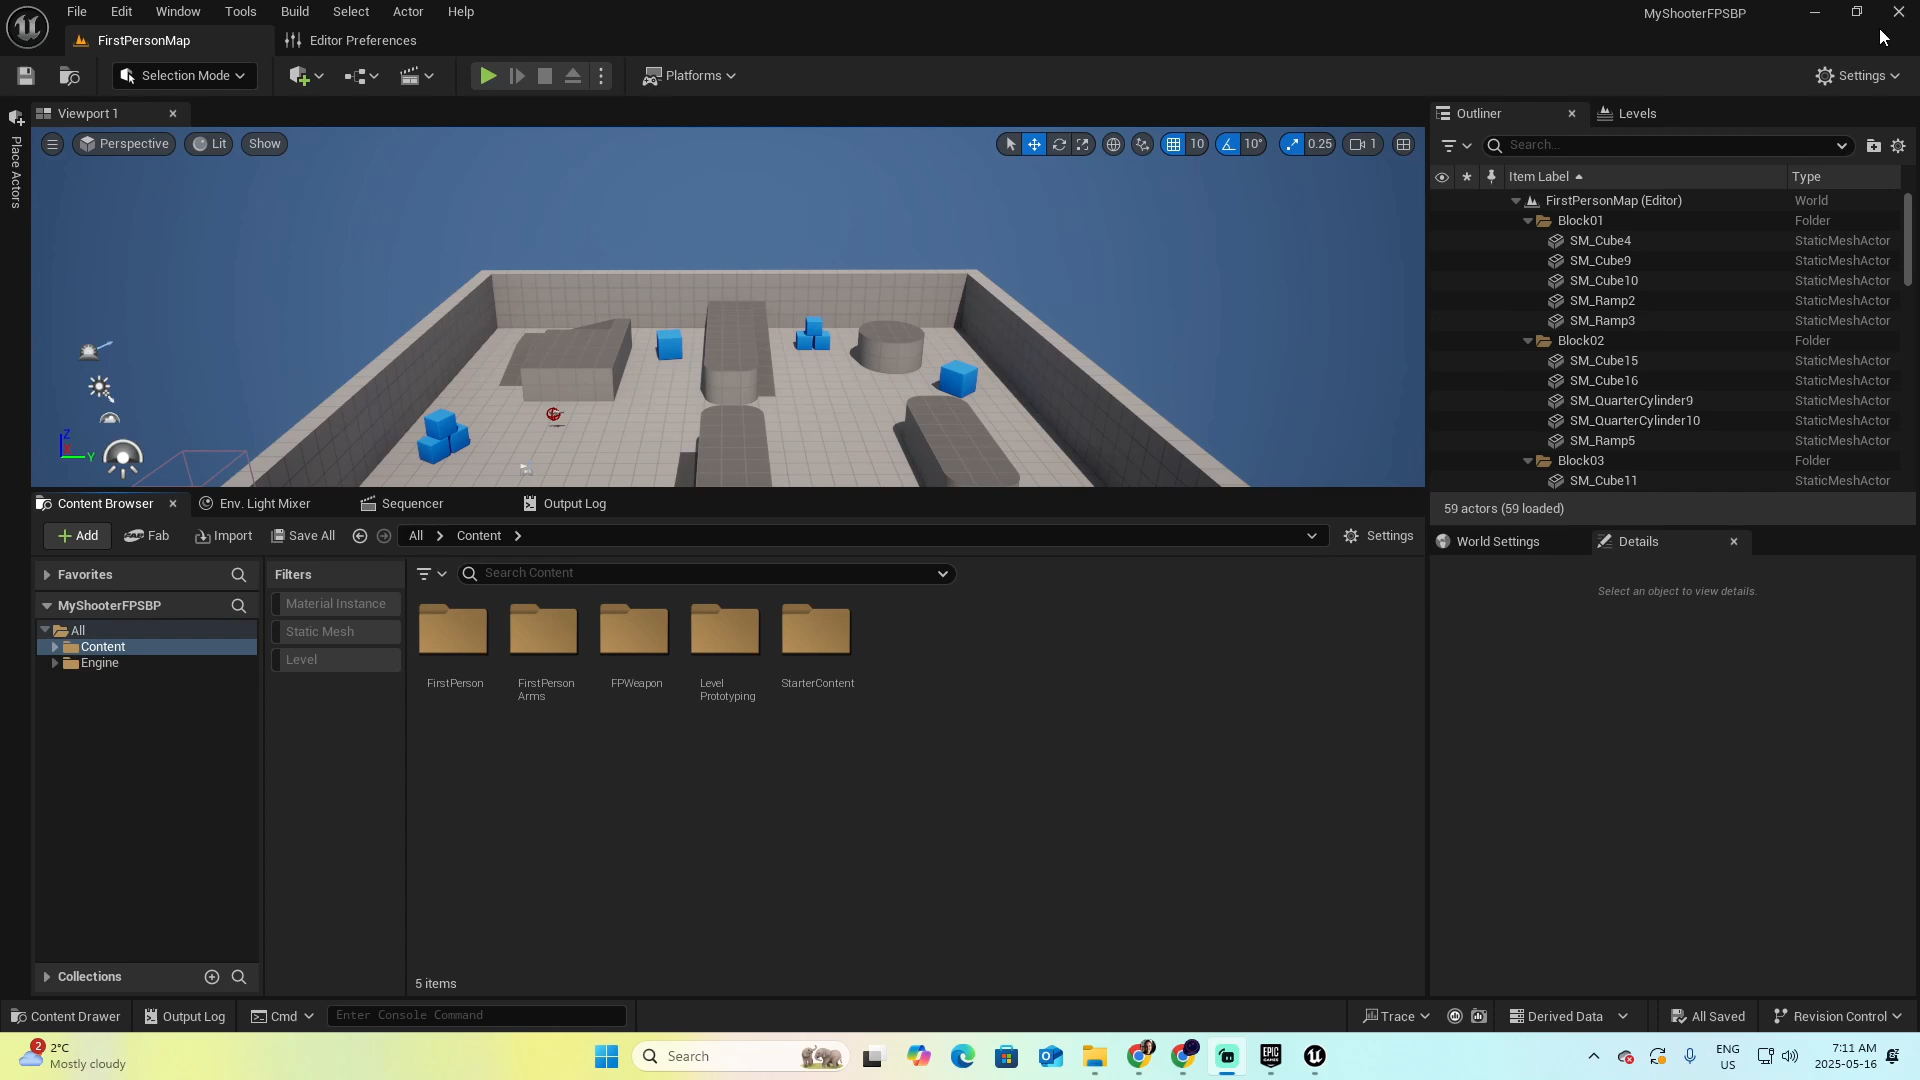 File Edit Window Tools Build Select Actor Help
MyShooterFPSBP
FirstPersonMap
Editor Preferences
Selection Mode
Platforms
Settings
Place Actors
Viewport 1
Perspective
Lit
Show
10
10°
0.25
1
Z
Y
Outliner
Levels
Search...
Item Label
Type
FirstPersonMap (Editor) World
Block01 Folder
SM_Cube4 StaticMeshActor
SM_Cube9 StaticMeshActor
SM_Cube10 StaticMeshActor
SM_Ramp2 StaticMeshActor
SM_Ramp3 StaticMeshActor
Block02 Folder
SM_Cube15 StaticMeshActor
SM_Cube16 StaticMeshActor
SM_QuarterCylinder9 StaticMeshActor
SM_QuarterCylinder10 StaticMeshActor
SM_Ramp5 StaticMeshActor
Block03 Folder
SM_Cube11 StaticMeshActor
59 actors (59 loaded)
World Settings
Details
Select an object to view details.
Content Browser
Env. Light Mixer
Sequencer
Output Log
Add
Fab
Import
Save All
All
Content
Settings
Favorites
MyShooterFPSBP
All
Content
Engine
Collections
Filters
Material Instance
Static Mesh
Level
Search Content
FirstPerson
FirstPerson
Arms
FPWeapon
Level
Prototyping
StarterContent
5 items
Content Drawer
Output Log
Cmd
Enter Console Command
Trace
Derived Data
All Saved
Revision Control
2
2°C
Mostly cloudy
Search
EPIC
GAMES
ENG
US
7:11 AM
2025-05-16